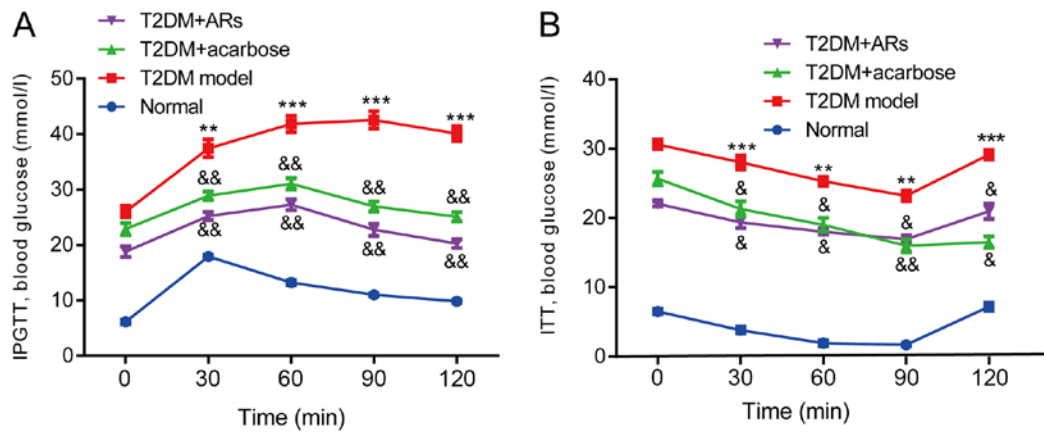 A
T2DM+ARs
T2DM+acarbose
T2DM model
Normal
IPGTT, blood glucose (mmol/l)
50
40
30
20
10
0
** *** *** ***
&& && && &&
&& && && &&
0 30 60 90 120
Time (min)
B
T2DM+ARs
T2DM+acarbose
T2DM model
Normal
ITT, blood glucose (mmol/l)
40
30
20
10
0
*** ** ** ***
& & & &
& & && &
0 30 60 90 120
Time (min)